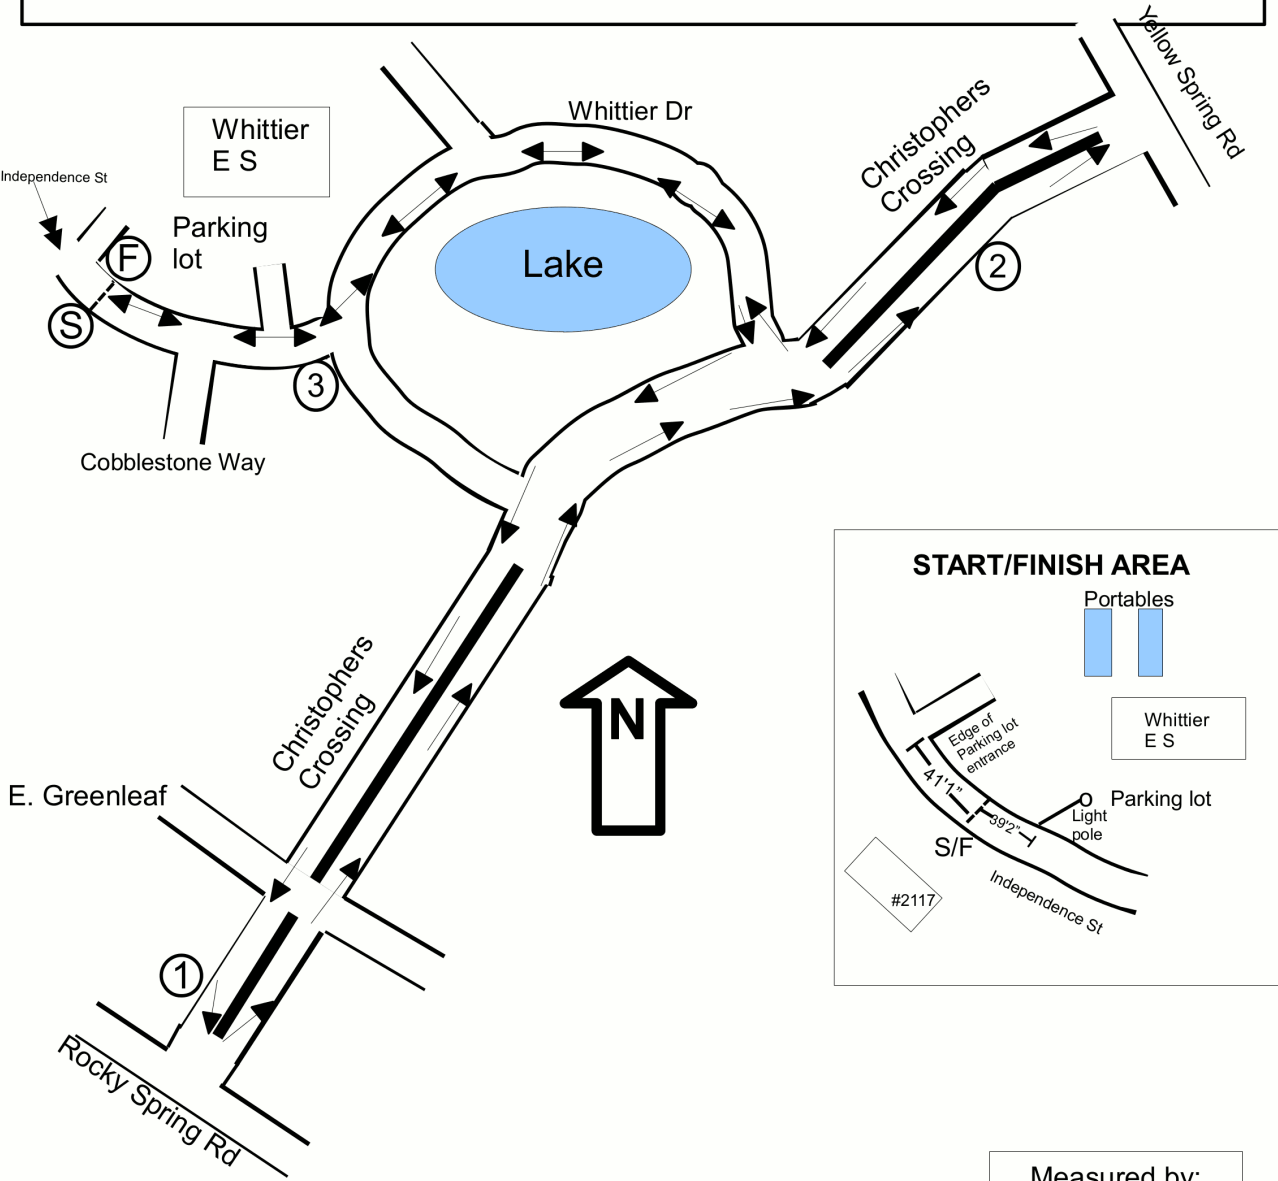 Yellow Spring Rd
Whittier Dr
Christophers
Crossing
Whittier
E S
Independence St
Parking
lot
F
S
Lake
2
3
Cobblestone Way
START/FINISH AREA
Portables
Whittier
E S
Edge of
Parking lot
entrance
41'1"
39'2"
Parking lot
Light
pole
S/F
#2117
Independence St
N
Christophers
Crossing
E. Greenleaf
1
Rocky Spring Rd
Measured by: